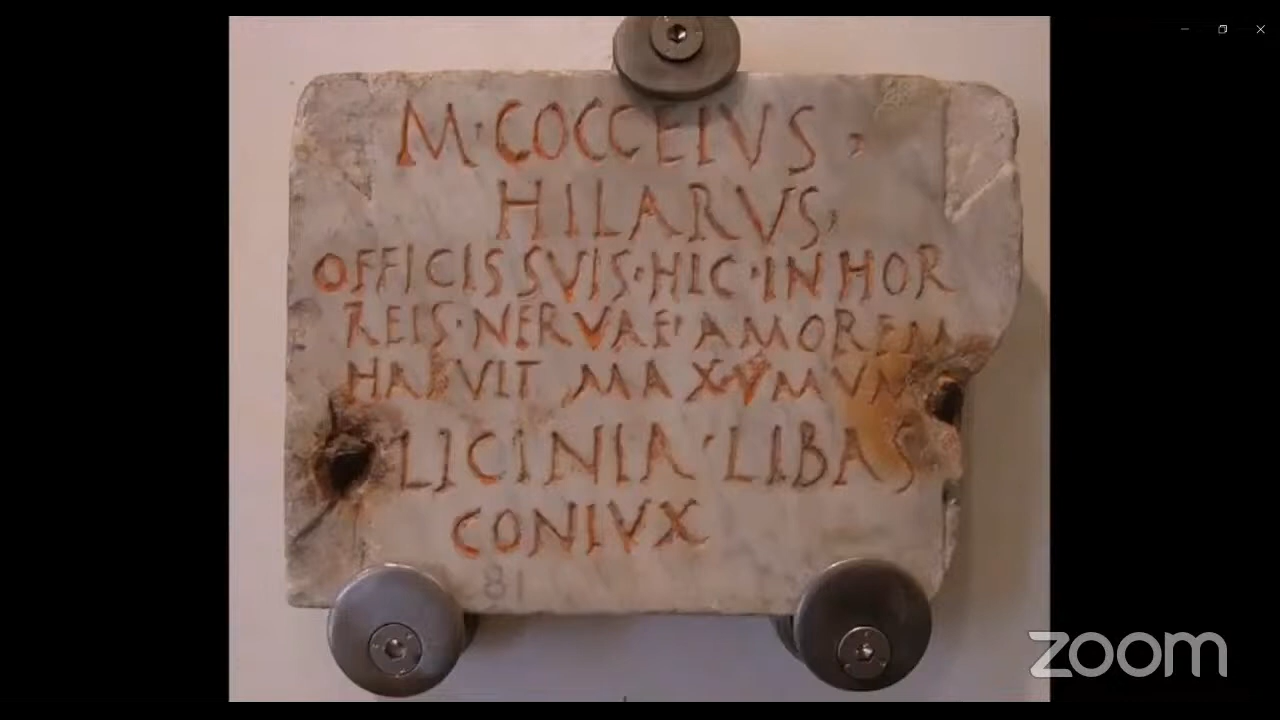 M·COCCEIVS,
HILARVS,
OFFICIS SVIS·HIC·IN HOR
REIS·NERVAE'AMOREM
HABVIT MAXVMVM
LICINIA'LIBAS
CONIVX
81
zoom